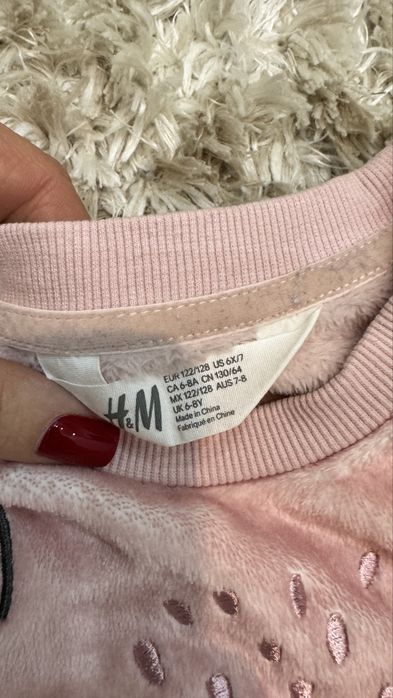 H&M
EUR 122/128 US 6X/7
CA 6-8A CN 130/64
MX 122/128 AUS 7-8
UK 6-8Y
Made in China
Fabriqué en Chine